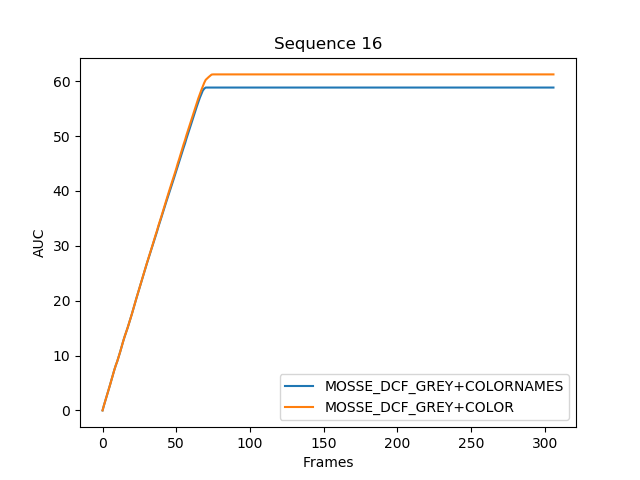 Sequence 16
60
50
40
30
20
10
0
AUC
MOSSE_DCF_GREY+COLORNAMES
MOSSE_DCF_GREY+COLOR
0 50 100 150 200 250 300
Frames